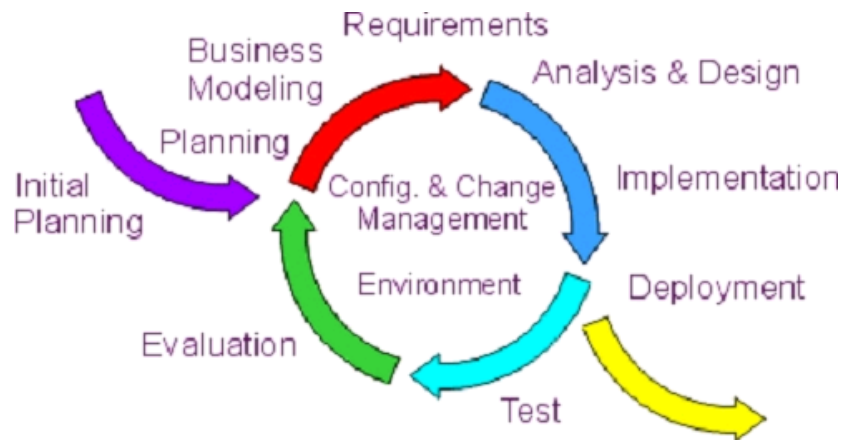 Requirements
Business
Modeling
Analysis & Design
Planning
Initial
Planning
Config. & Change
Management
Implementation
Environment
Deployment
Evaluation
Test